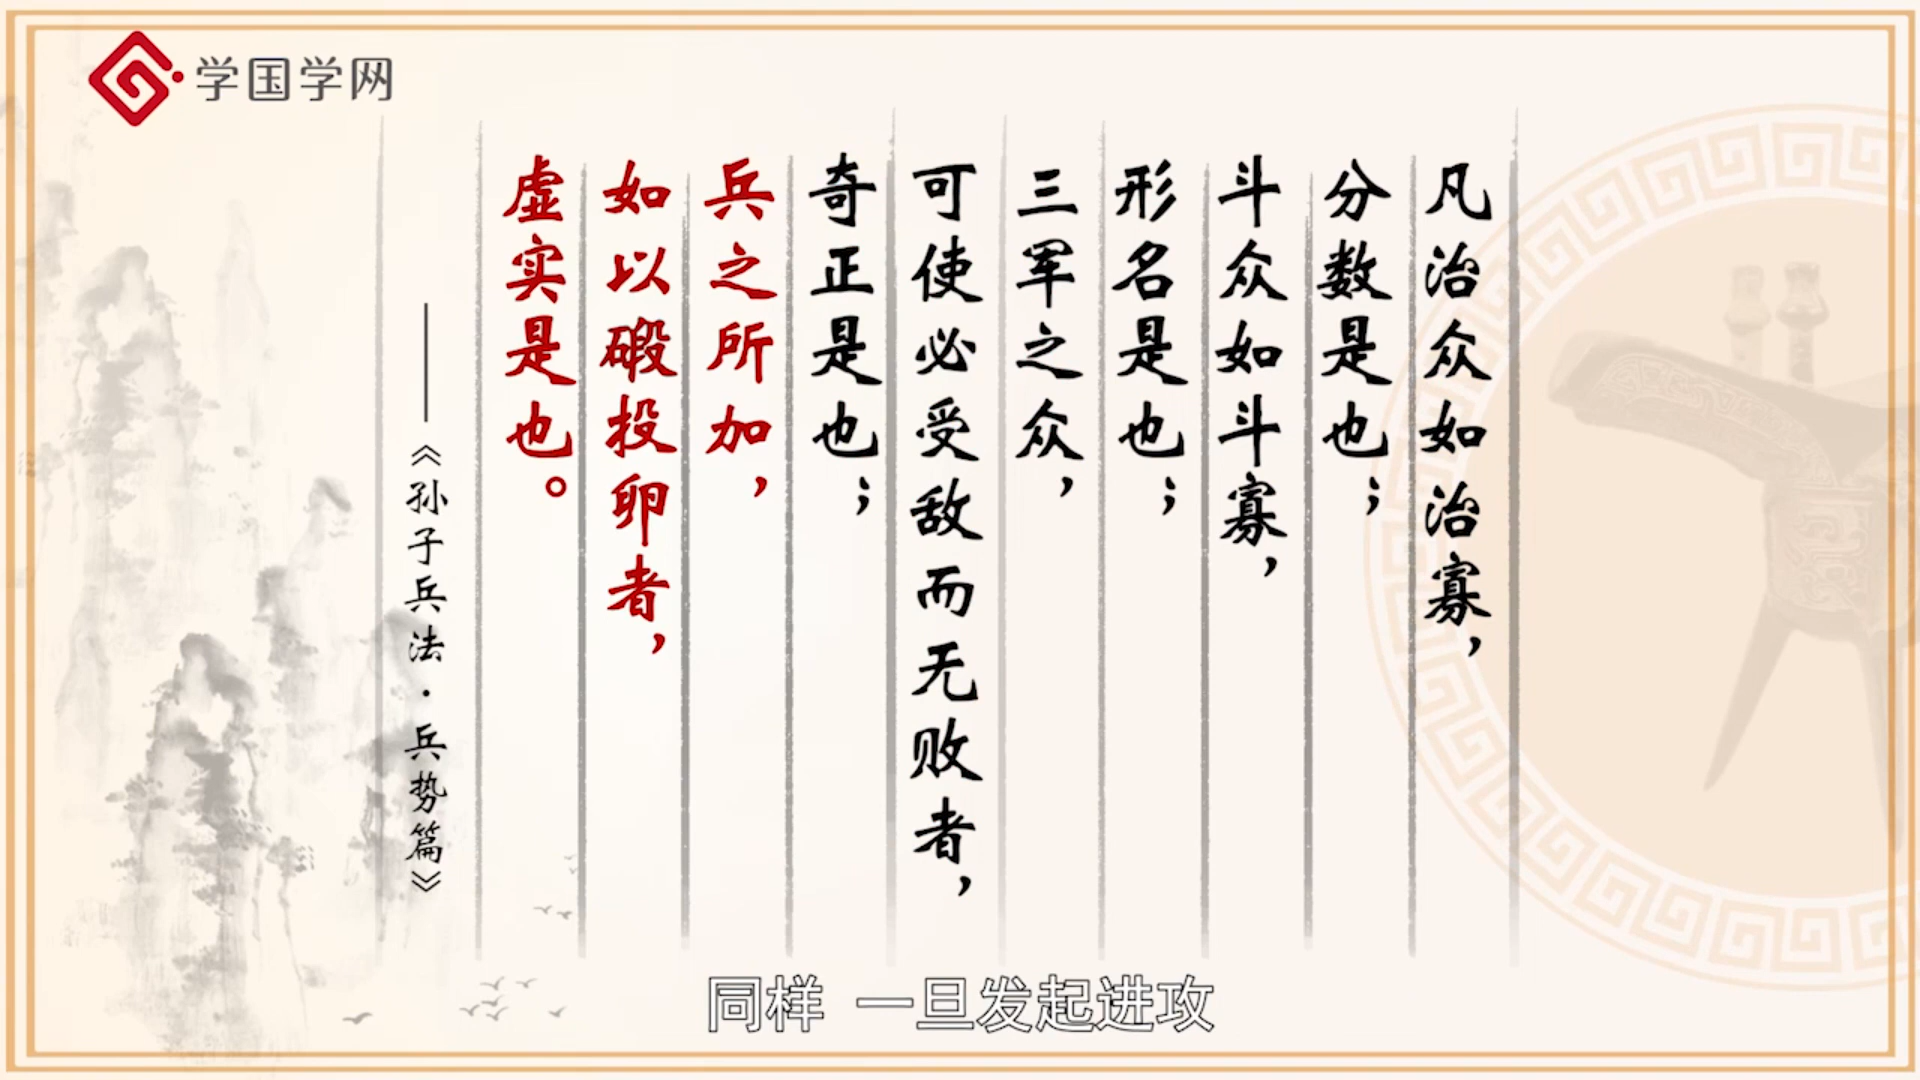 学国学网
凡治众如治寡，
分数是也；
斗众如斗寡，
形名是也；
三军之众，
可使必受敌而无败者，
奇正是也；
兵之所加，
如以碫投卵者，
虚实是也。
——《孙子兵法·兵势篇》
同样 一旦发起进攻